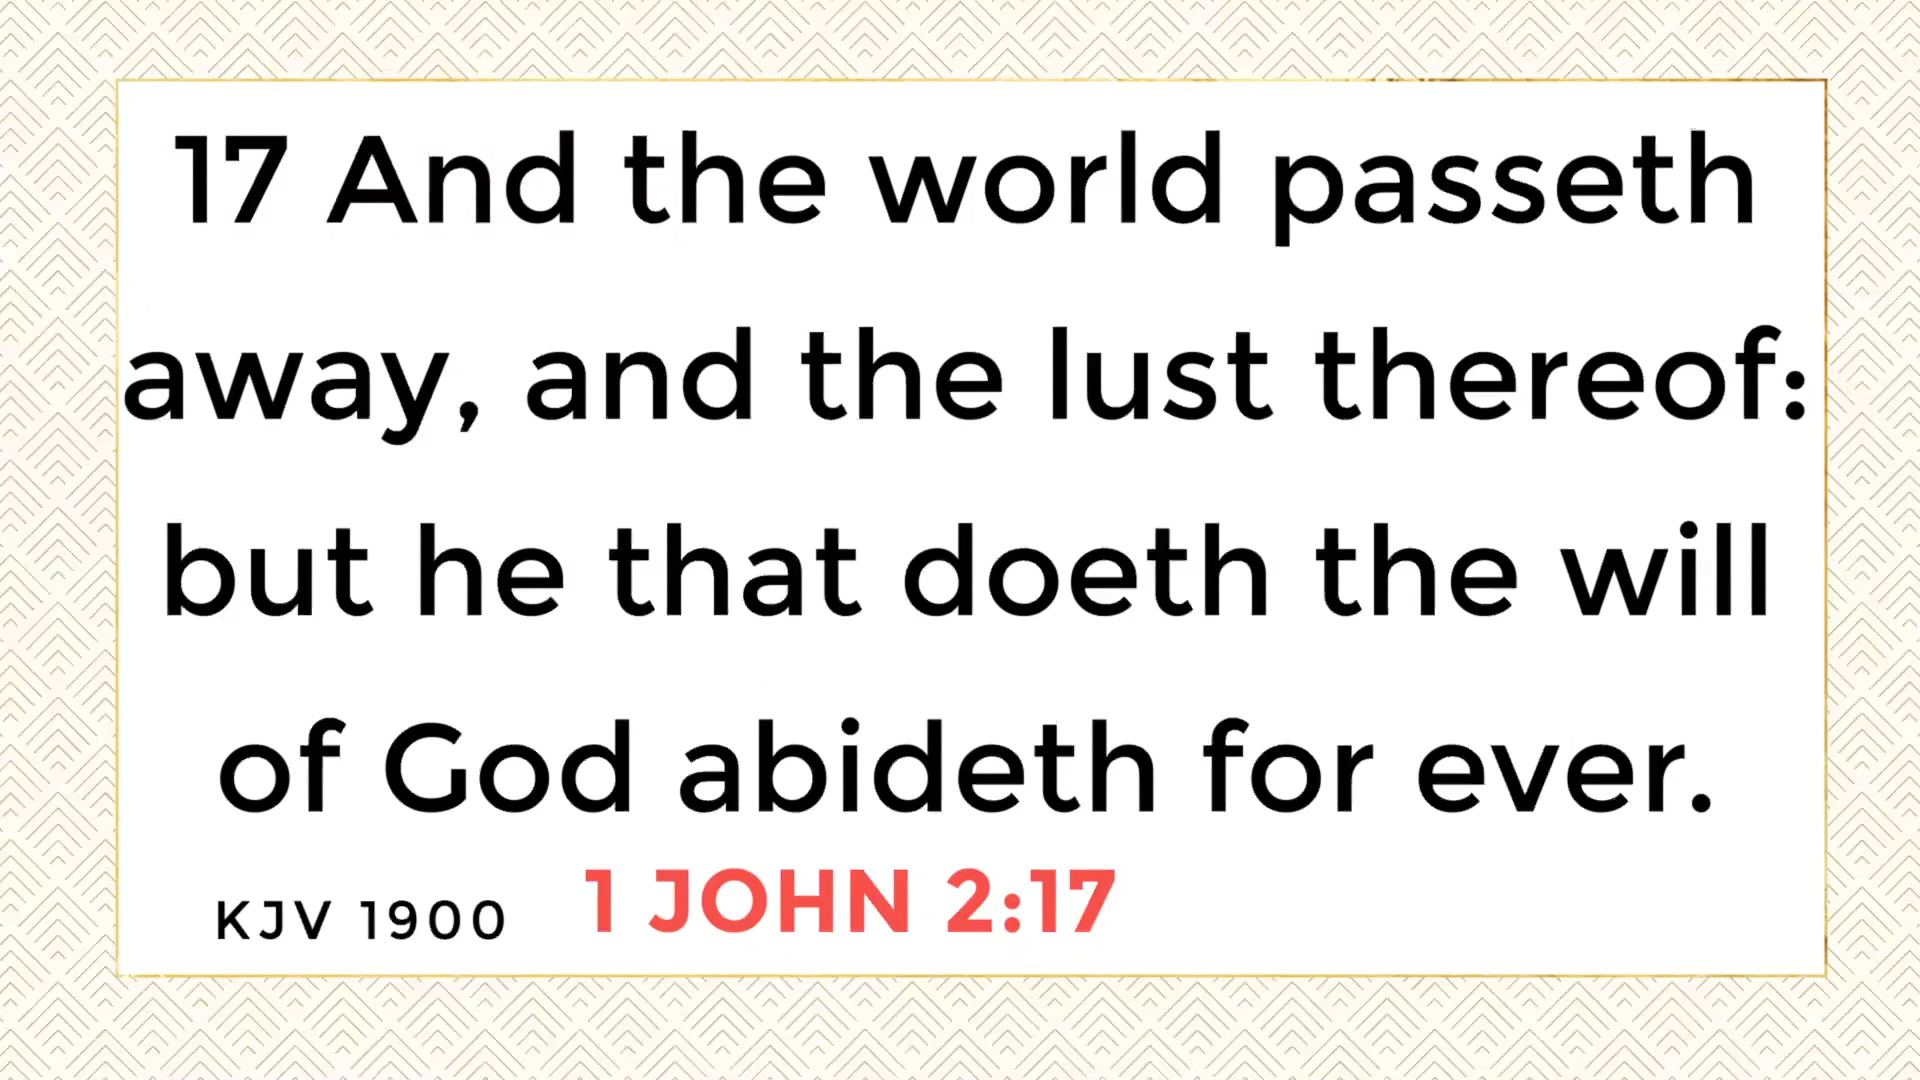 17 And the world passeth
away, and the lust thereof:
but he that doeth the will
of God abideth for ever.
KJV 1900 1 JOHN 2:17